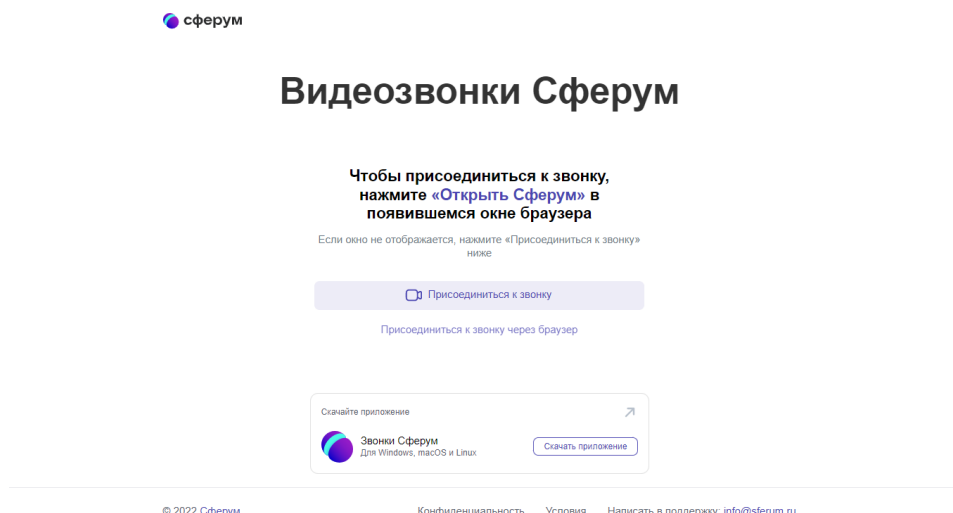 сферум
Видеозвонки Сферум
Чтобы присоединиться к звонку,
нажмите «Открыть Сферум» в
появившемся окне браузера
Если окно не отображается, нажмите «Присоединиться к звонку»
ниже
Присоединиться к звонку
Присоединиться к звонку через браузер
Скачайте приложение
Звонки Сферум
Для Windows, macOS и Linux
Скачать приложение
© 2022 Сферум Конфиденциальность Условия Написать в поддержку: info@sferum.ru